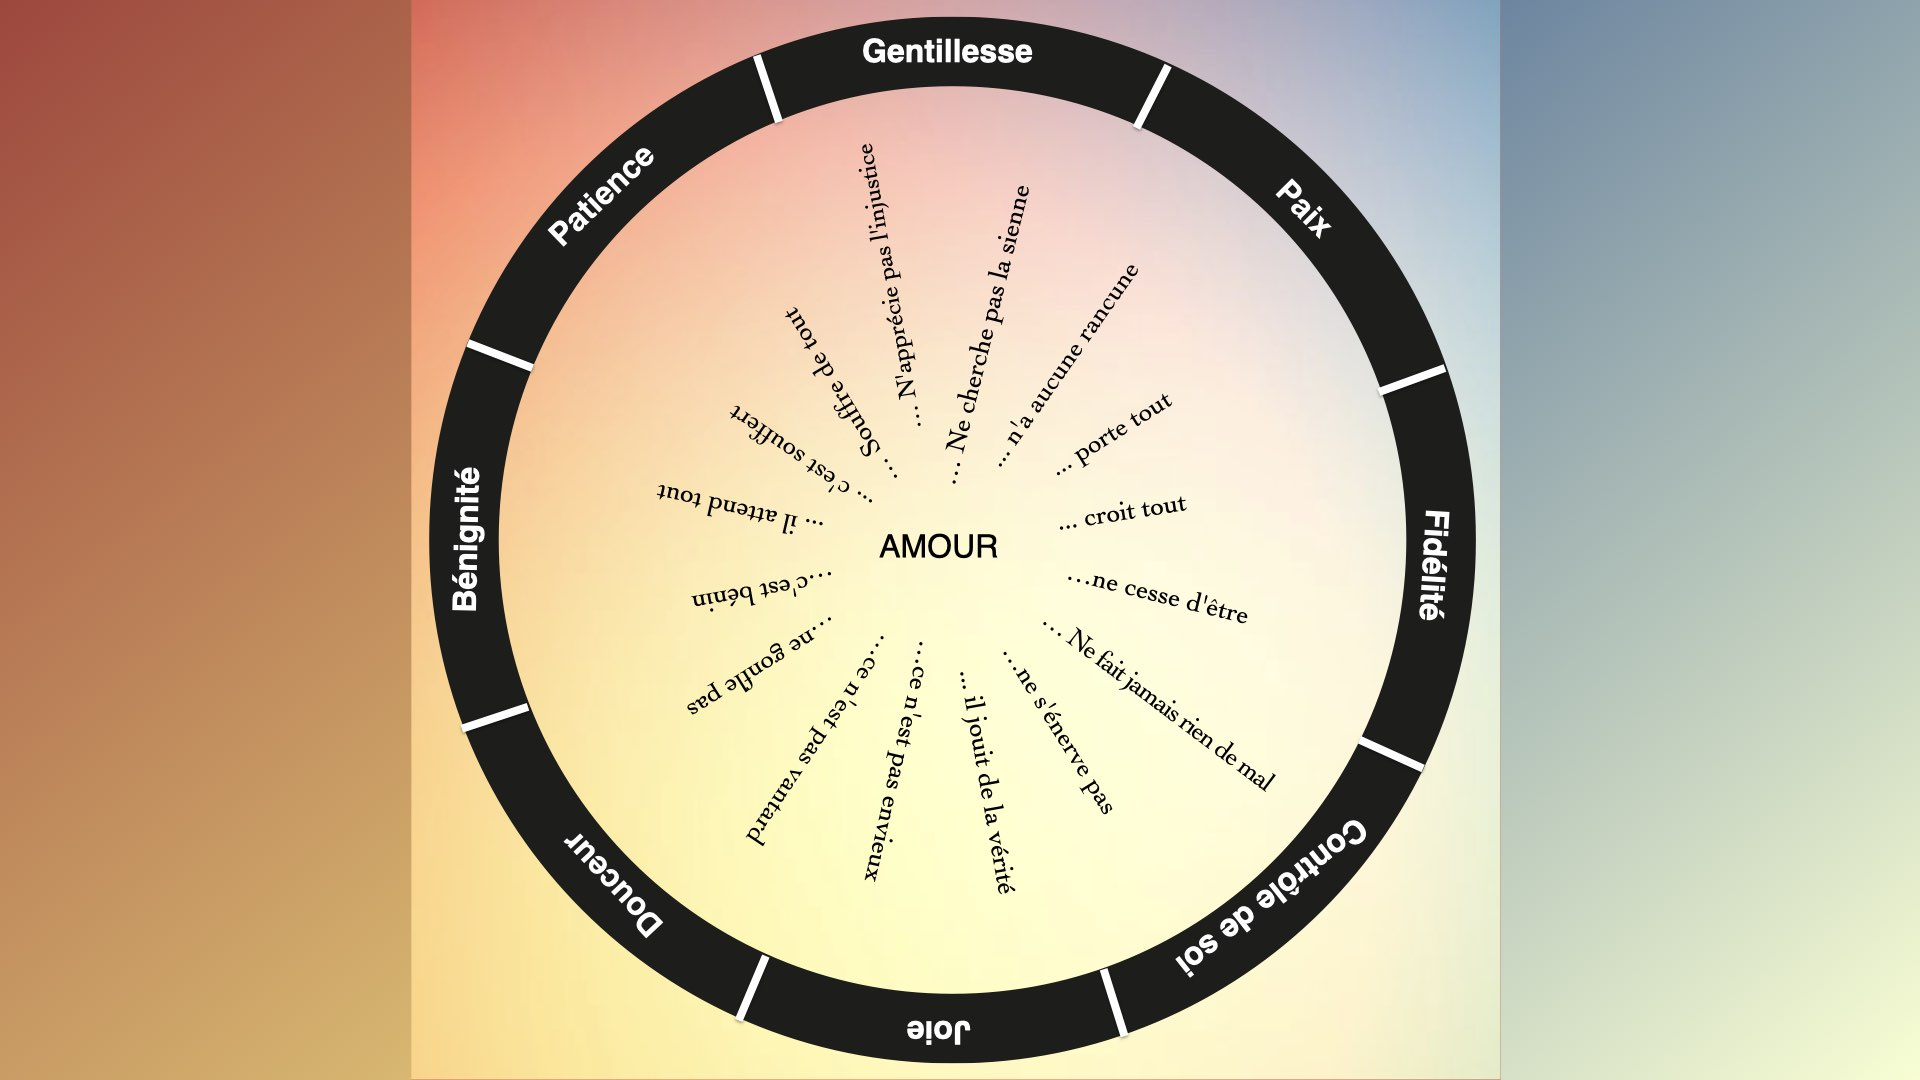 Gentillesse
Paix
Fidélité
Contrôle de soi
Joie
Douceur
Bénignité
Patience
AMOUR
... N'apprécie pas l'injustice
... Ne cherche pas la sienne
... n'a aucune rancune
... porte tout
... croit tout
...ne cesse d'être
... Ne fait jamais rien de mal
...ne s'énerve pas
... il jouit de la vérité
...ce n'est pas envieux
...ce n'est pas vantard
...ne gonfle pas
...c'est bénin
... il attend tout
... c'est souffert
... Souffre de tout